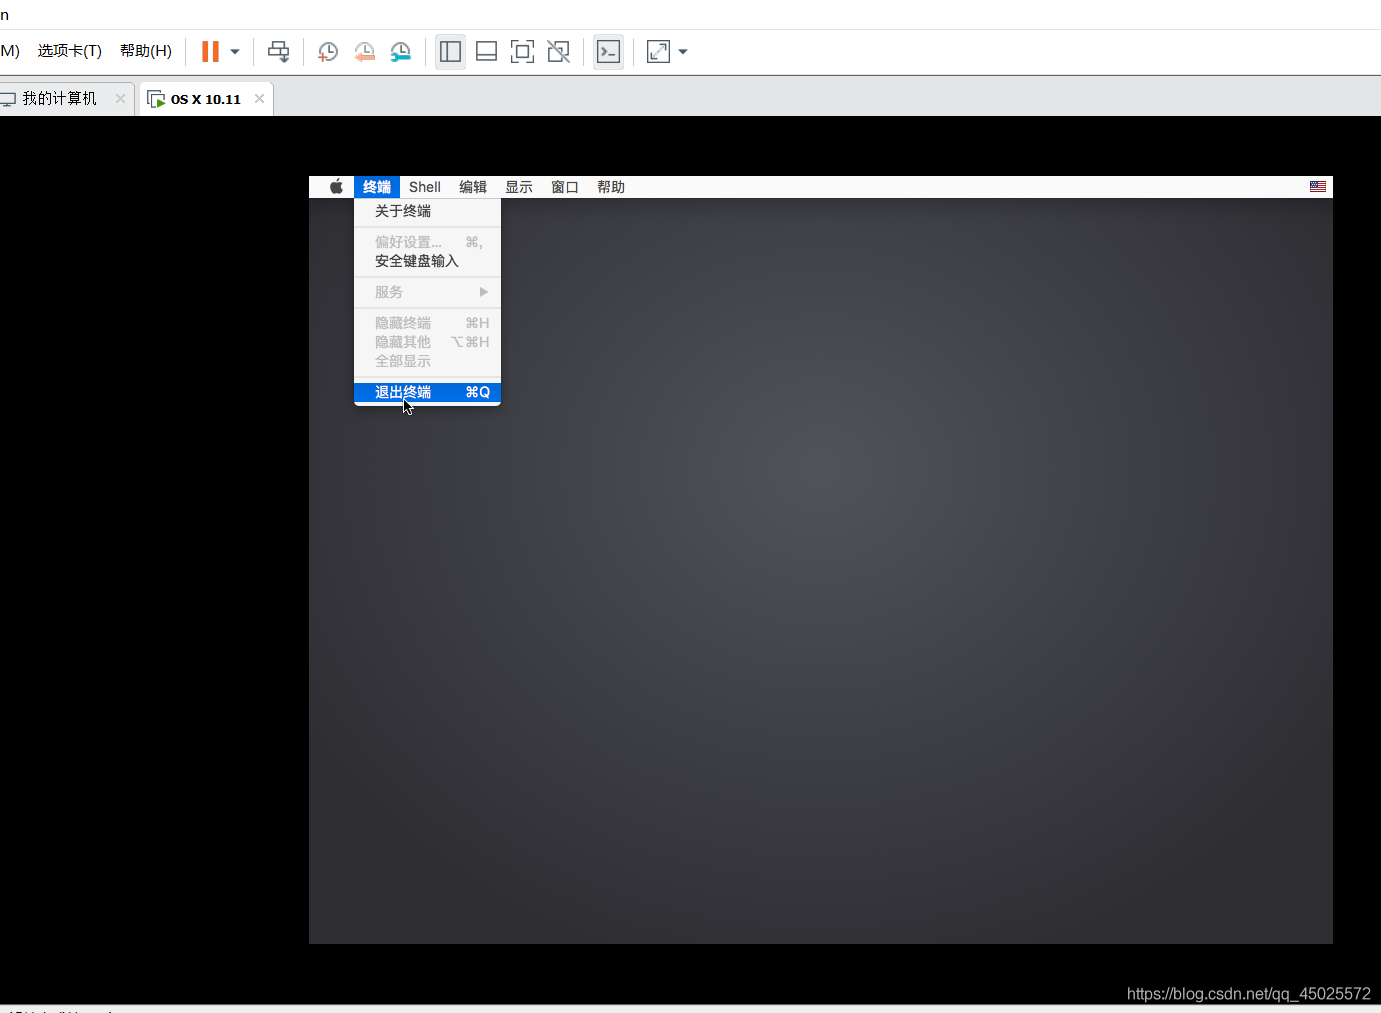 n
M) 选项卡(T) 帮助(H)
我的计算机 OS X 10.11
终端 Shell 编辑 显示 窗口 帮助
关于终端
偏好设置... ⌘,
安全键盘输入
服务
隐藏终端 ⌘H
隐藏其他 ⌥⌘H
全部显示
退出终端 ⌘Q
https://blog.csdn.net/qq_45025572